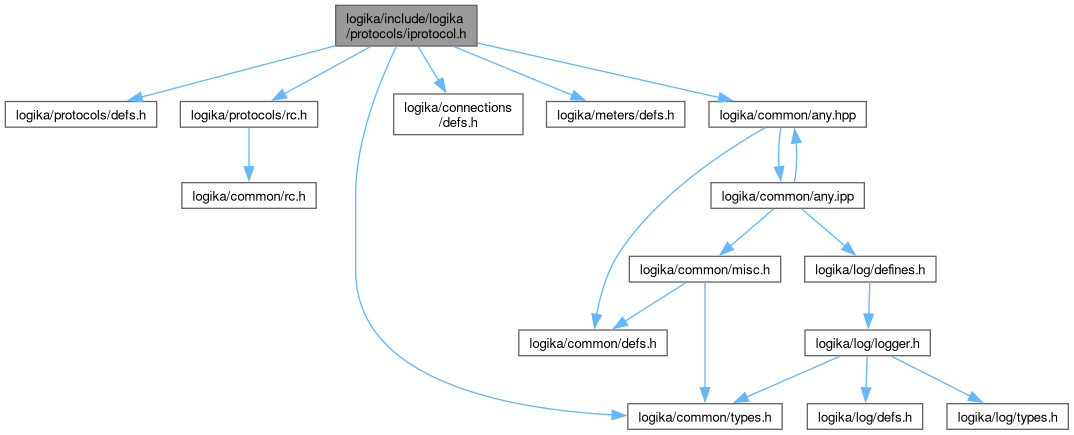 logika/include/logika
/protocols/iprotocol.h
logika/protocols/defs.h
logika/protocols/rc.h
logika/connections
/defs.h
logika/meters/defs.h
logika/common/any.hpp
logika/common/rc.h
logika/common/any.ipp
logika/common/misc.h
logika/log/defines.h
logika/common/defs.h
logika/log/logger.h
logika/common/types.h
logika/log/defs.h
logika/log/types.h